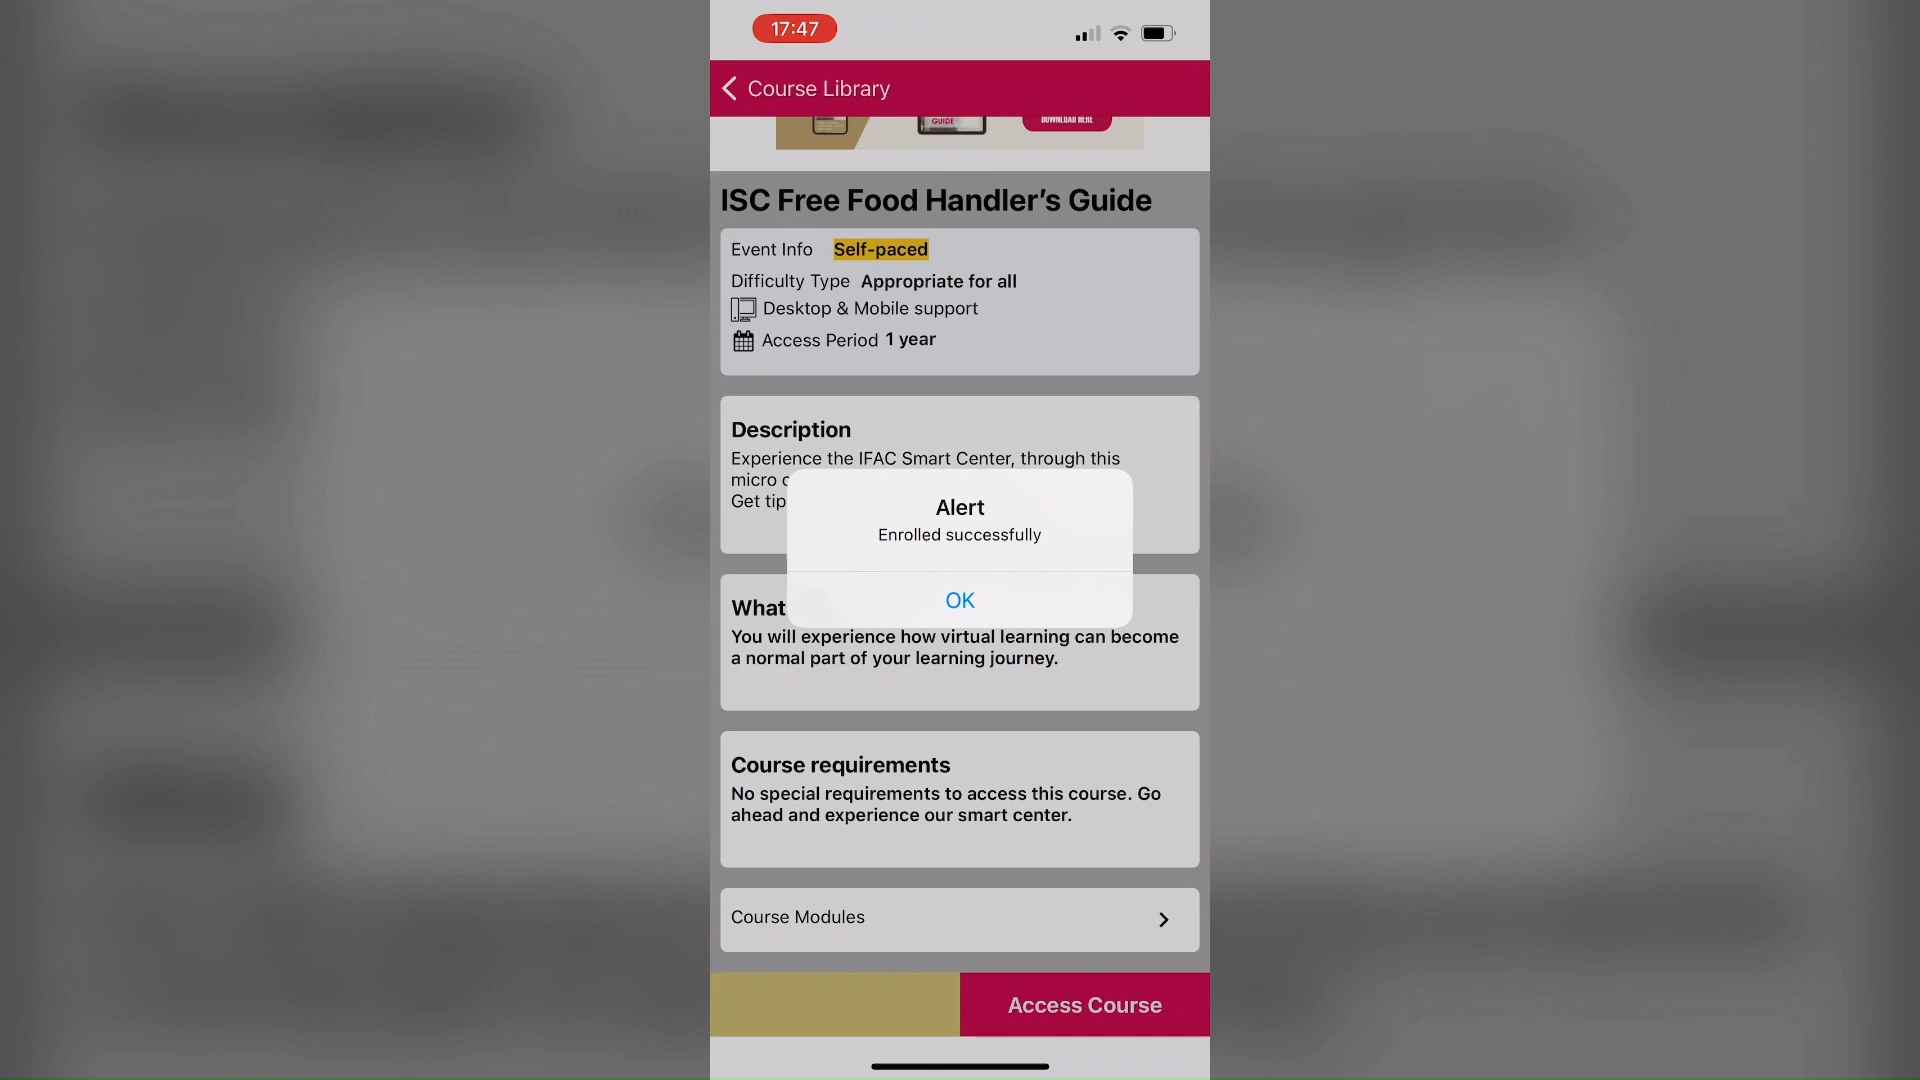 17:47
Course Library
GUIDE
DOWNLOAD HERE
ISC Free Food Handler’s Guide
Event Info Self-paced
Difficulty Type Appropriate for all
Desktop & Mobile support
Access Period 1 year
Description
Experience the IFAC Smart Center, through this
micro
Get tip
Alert
Enrolled successfully
OK
What
You will experience how virtual learning can become
a normal part of your learning journey.
Course requirements
No special requirements to access this course. Go
ahead and experience our smart center.
Course Modules
Access Course